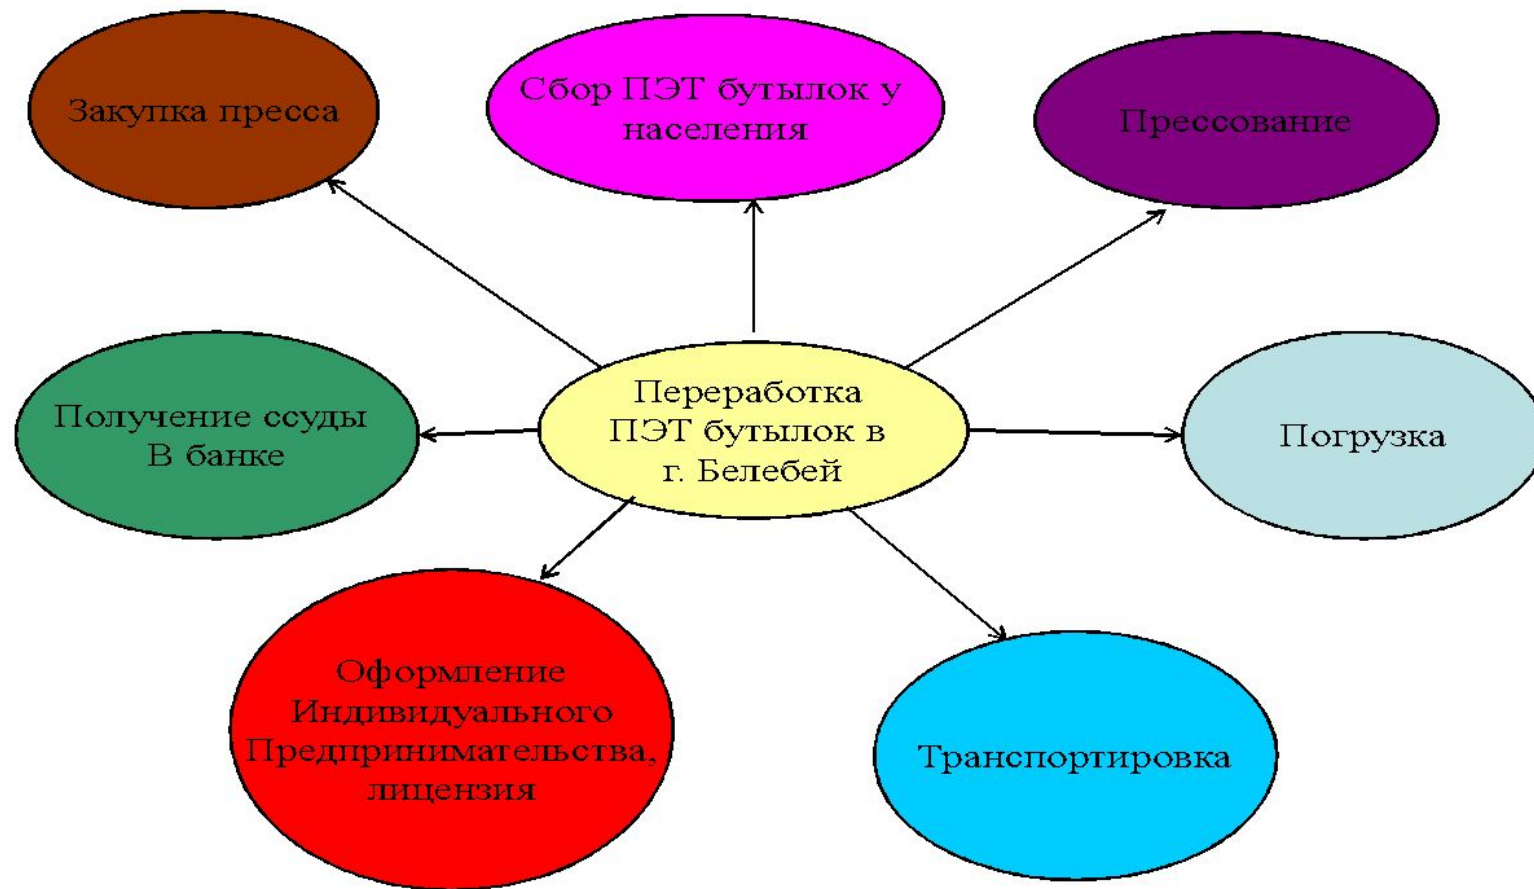 Закупка пресса
Сбор ПЭТ бутылок у
населения
Прессование
Получение ссуды
В банке
Переработка
ПЭТ бутылок в
г. Белебей
Погрузка
Оформление
Индивидуального
Предпринимательства,
лицензия
Транспортировка